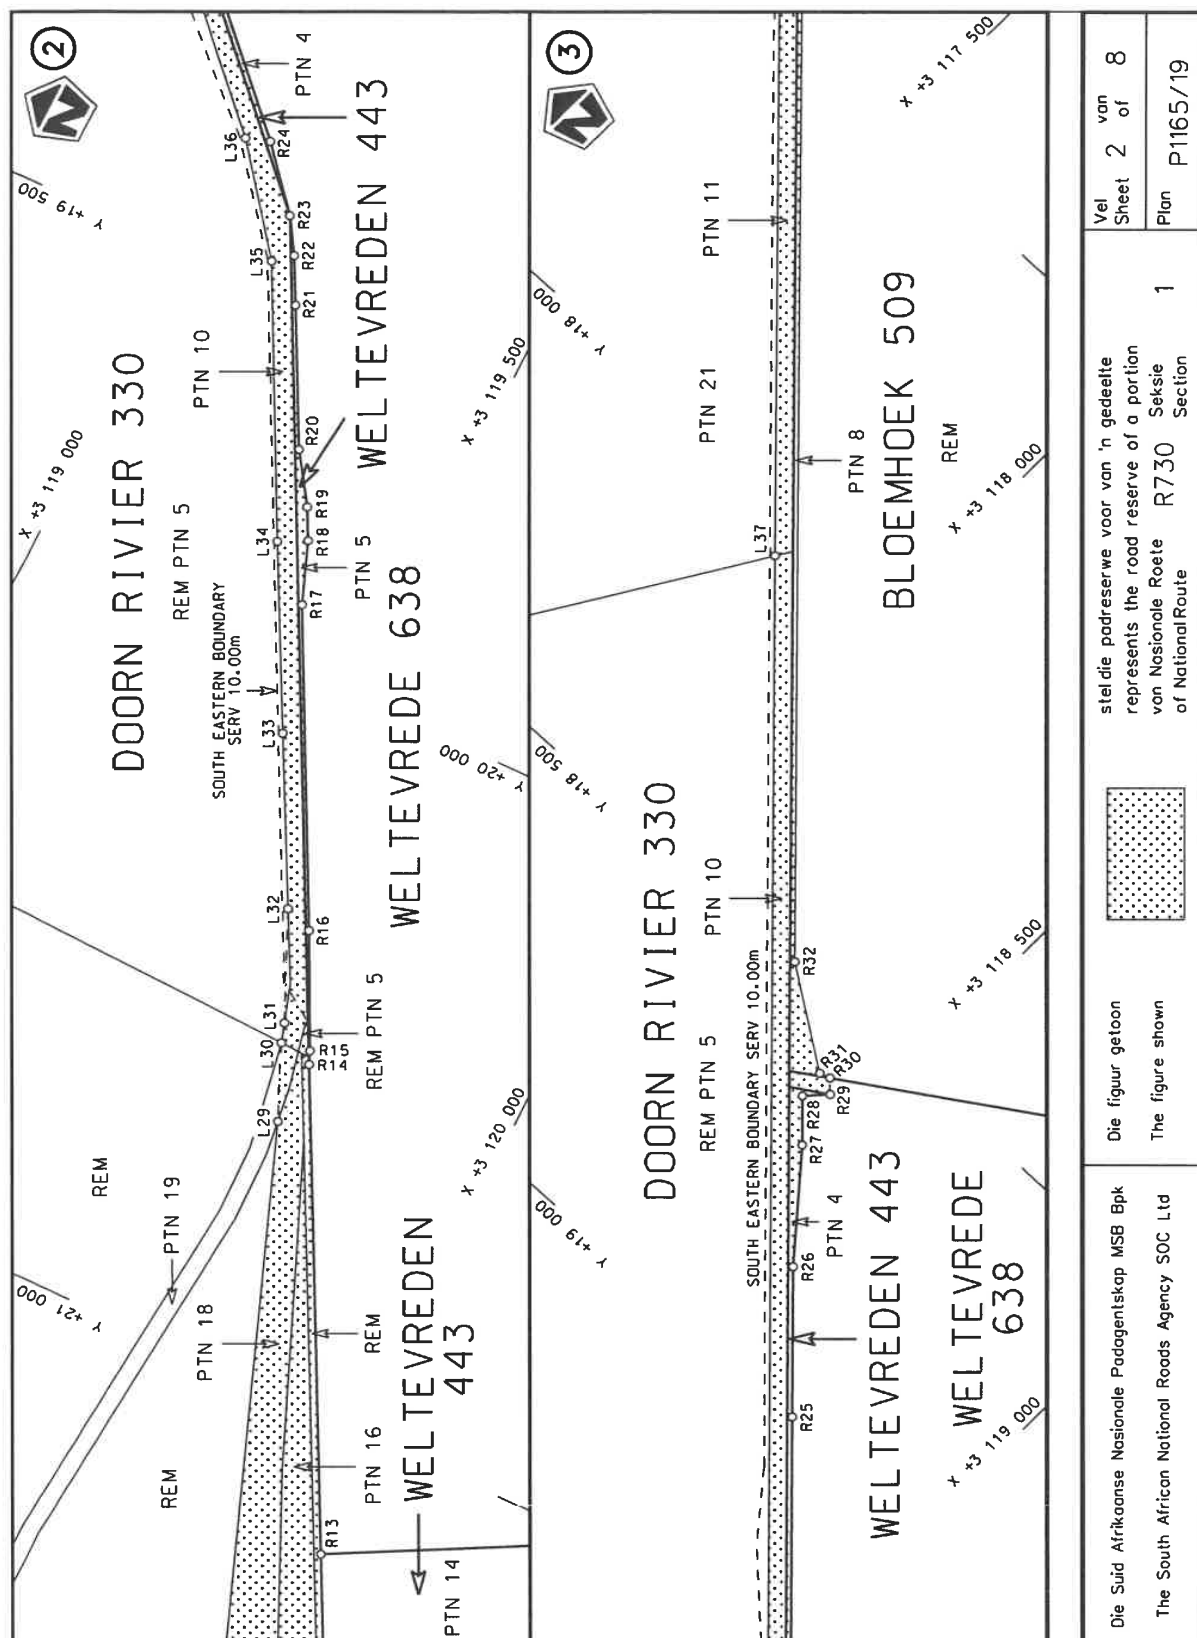 2
N
Y +19 500
X +3 119 000
DOORN RIVIER 330
REM PTN 5
PTN 10
SOUTH EASTERN BOUNDARY
SERV 10.00m
L36
L35
L34
L33
L32
L31
L30
L29
PTN 4
R24
R23
R22
R21
R20
R19
R18
R17
R16
R15
R14
R13
WELTEVREDEN 443
PTN 5
WELTEVREDE 638
X +3 119 500
Y +20 000
REM PTN 5
X +3 120 000
REM
PTN 19
Y +21 000
PTN 18
REM
REM
PTN 16
WELTEVREDEN
443
PTN 14
3
N
X +3 117 500
PTN 11
Y +18 000
PTN 21
PTN 8
BLOEMHOEK 509
REM
X +3 118 000
L37
Y +18 500
DOORN RIVIER 330
PTN 10
REM PTN 5
SOUTH EASTERN BOUNDARY SERV 10.00m
R32
R31
R30
R29
R28
R27
R26
R25
X +3 118 500
Y +19 000
PTN 4
WELTEVREDEN 443
WELTEVREDE
638
X +3 119 000
Die Suid Afrikaanse Nasionale Padagentskap MSB Bpk
The South African National Roads Agency SOC Ltd
Die figuur getoon
The figure shown
stel die padreserwe voor van 'n gedeelte
represents the road reserve of a portion
van Nasionale Roete R730 Seksie 1
of National Route Section
Vel 2 van 8
Sheet of
Plan P1165/19